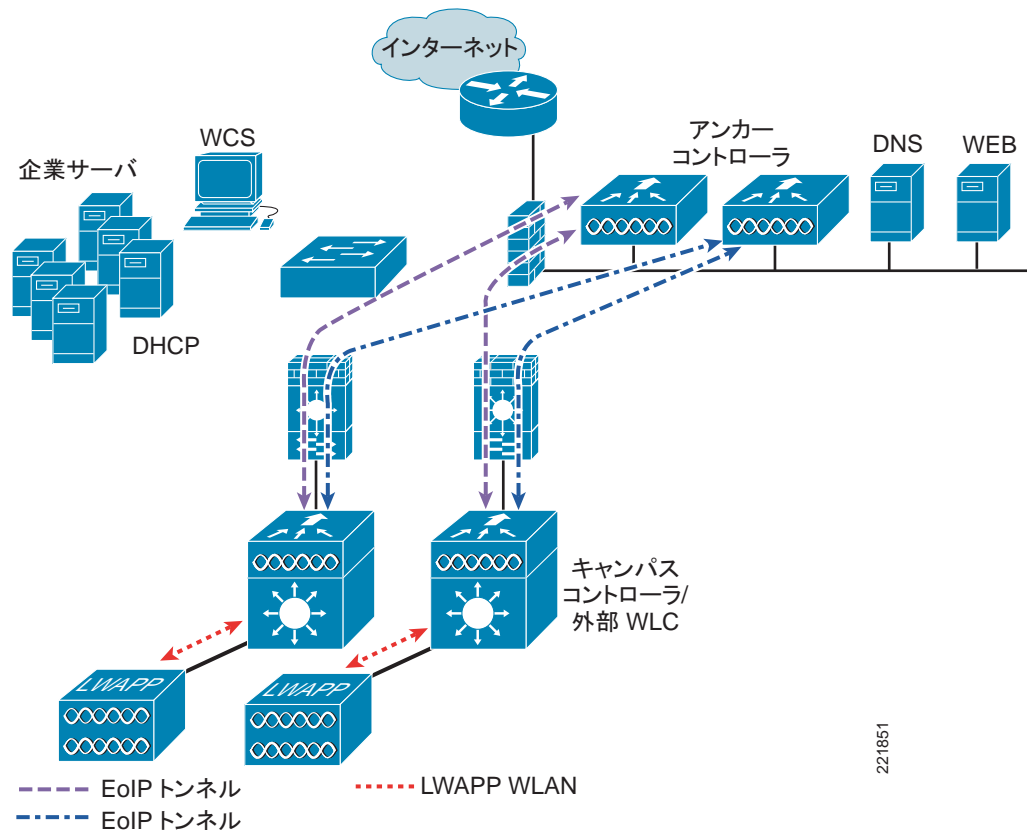 インターネット
アンカー
コントローラ
DNS
WEB
WCS
企業サーバ
DHCP
キャンパス
コントローラ/
外部 WLC
LWAPP
LWAPP
EoIP トンネル
LWAPP WLAN
EoIP トンネル
221851